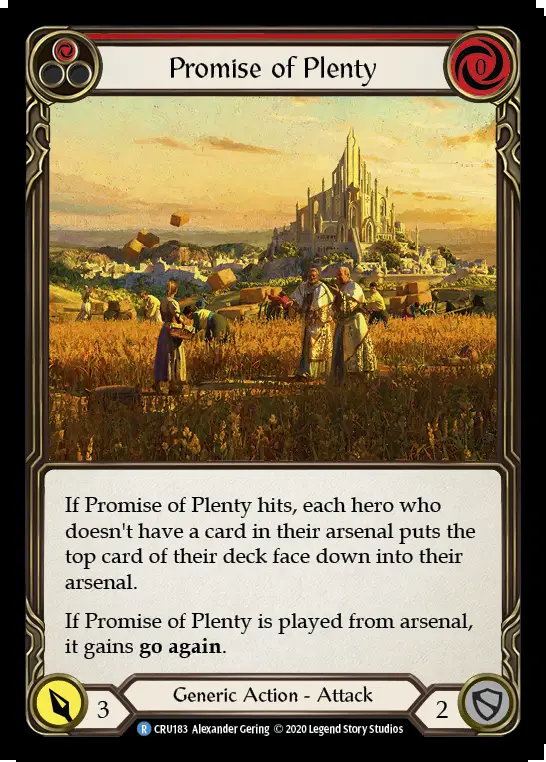 Promise of Plenty
0
If Promise of Plenty hits, each hero who
doesn't have a card in their arsenal puts the
top card of their deck face down into their
arsenal.
If Promise of Plenty is played from arsenal,
it gains go again.
3
Generic Action - Attack
2
R CRU183 Alexander Gering © 2020 Legend Story Studios